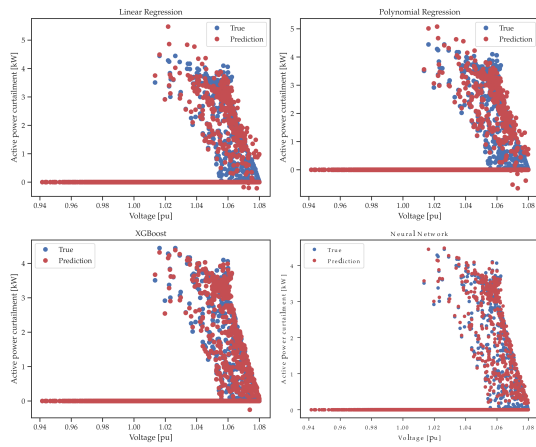 Linear Regression
True
Prediction
Active power curtailment [kW]
5
4
3
2
1
0
0.94 0.96 0.98 1.00 1.02 1.04 1.06 1.08
Voltage [pu]
Polynomial Regression
True
Prediction
Active power curtailment [kW]
5
4
3
2
1
0
0.94 0.96 0.98 1.00 1.02 1.04 1.06 1.08
Voltage [pu]
XGBoost
True
Prediction
Active power curtailment [kW]
4
3
2
1
0
0.94 0.96 0.98 1.00 1.02 1.04 1.06 1.08
Voltage [pu]
Neural Network
True
Prediction
Active power curtailment [kW]
4
3
2
1
0
0.94 0.96 0.98 1.00 1.02 1.04 1.06 1.08
Voltage [pu]